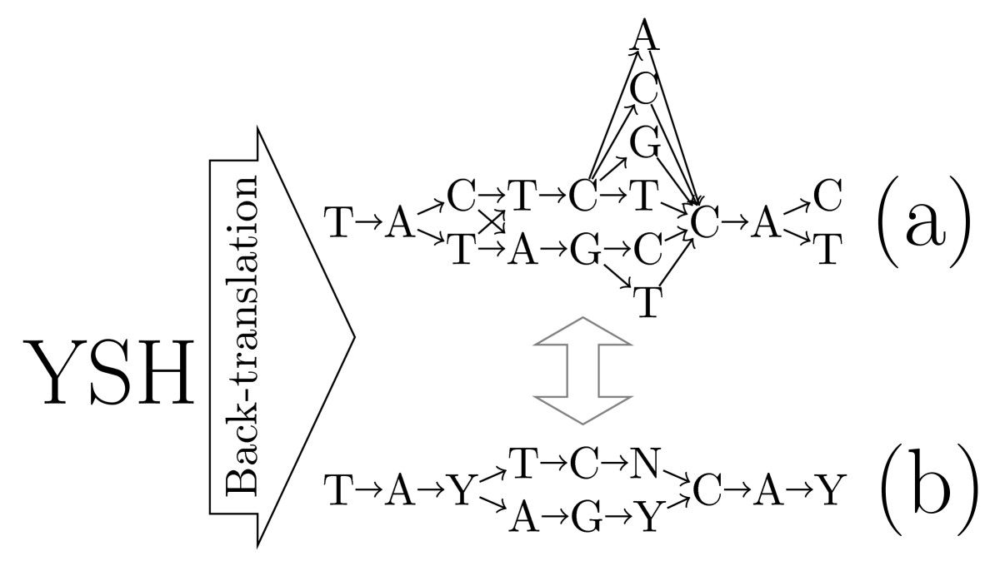 YSH
Back-translation
A
C
G
C T C T C
T A C A (a)
T A G C T
T
T C N
T A Y C A Y (b)
A G Y